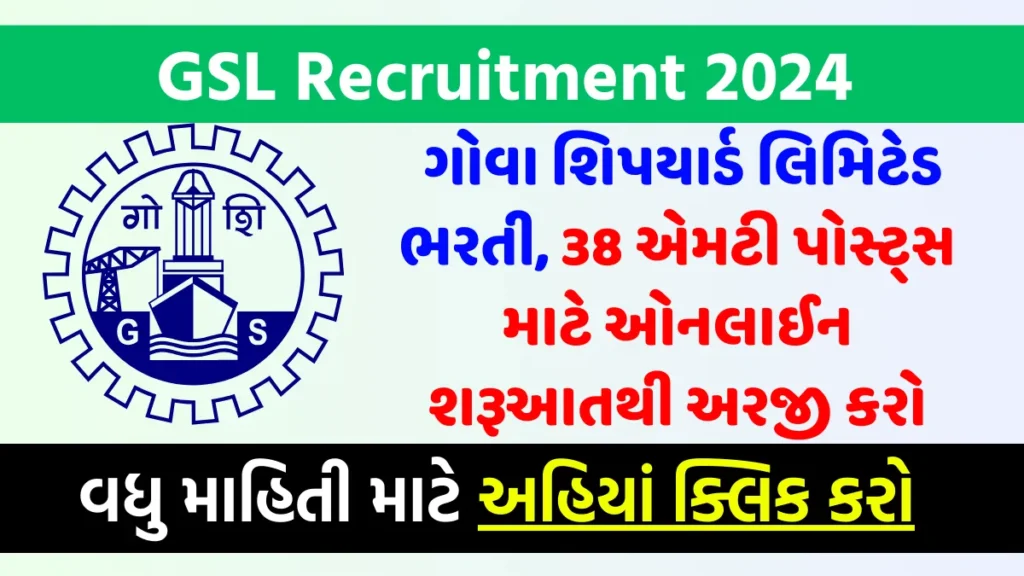 GSL Recruitment 2024
ગો શિ
G S
ગોવા શિપયાર્ડ લિમિટેડ
ભરતી, 38 એમટી પોસ્ટ્સ
માટે ઓનલાઈન
શરૂઆતથી અરજી કરો
વધુ માહિતી માટે અહિયાં ક્લિક કરો